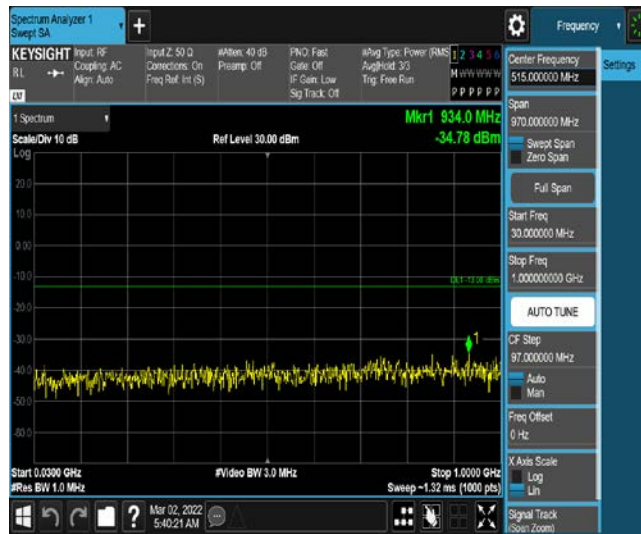 Spectrum Analyzer 1
Swept SA
+
Frequency
KEYSIGHT
Input: RF
Coupling: AC
Align: Auto
Input Z: 50 Ω
Corrections: On
Freq Ref: Int (S)
#Atten: 40 dB
Preamp: Off
PNO: Fast
Gate: Off
IF Gain: Low
Sig Track: Off
#Avg Type: Power (RMS
Avg|Hold: 3/3
Trig: Free Run
1 2 3 4 5 6
M W W W W W
P P P P P P
RL
LXI
1 Spectrum
Mkr1 934.0 MHz
Scale/Div 10 dB
Ref Level 30.00 dBm
-34.78 dBm
Log
20.0
10.0
0.00
-10.0
DL1 -13.00 dBm
-20.0
-30.0
1
-40.0
-50.0
-60.0
Start 0.0300 GHz
#Video BW 3.0 MHz
Stop 1.0000 GHz
#Res BW 1.0 MHz
Sweep ~1.32 ms (1000 pts)
?
Mar 02, 2022
5:40:21 AM
Center Frequency
515.000000 MHz
Settings
Span
970.000000 MHz
Swept Span
Zero Span
Full Span
Start Freq
30.000000 MHz
Stop Freq
1.000000000 GHz
AUTO TUNE
CF Step
97.000000 MHz
Auto
Man
Freq Offset
0 Hz
X Axis Scale
Log
Lin
Signal Track
(Span Zoom)